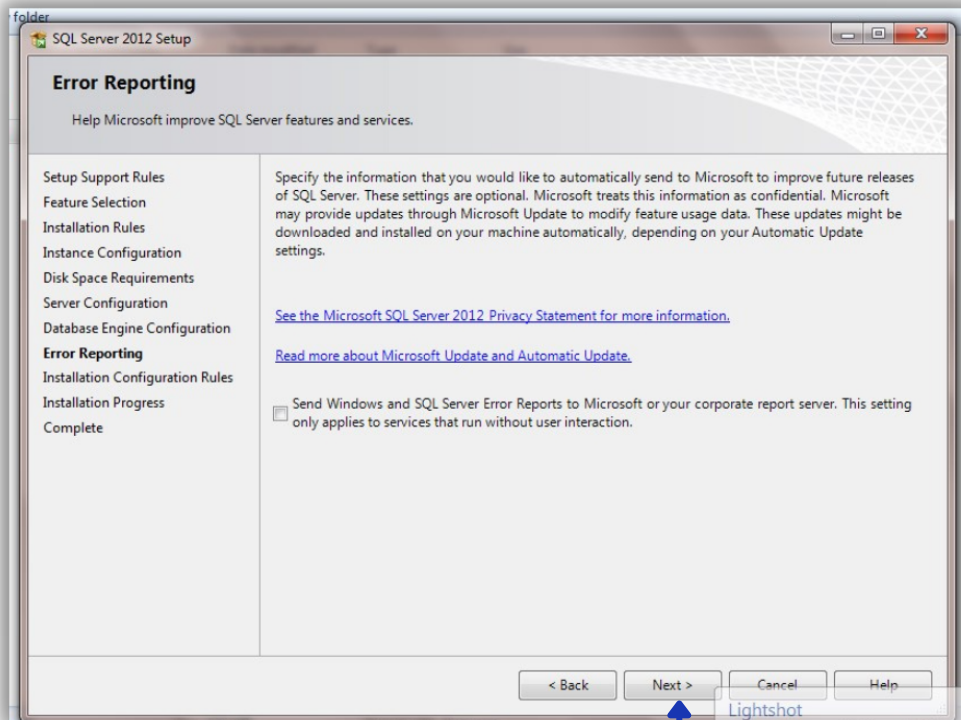 folder
SQL Server 2012 Setup
Error Reporting
Help Microsoft improve SQL Server features and services.
Setup Support Rules
Feature Selection
Installation Rules
Instance Configuration
Disk Space Requirements
Server Configuration
Database Engine Configuration
Error Reporting
Installation Configuration Rules
Installation Progress
Complete
Specify the information that you would like to automatically send to Microsoft to improve future releases
of SQL Server. These settings are optional. Microsoft treats this information as confidential. Microsoft
may provide updates through Microsoft Update to modify feature usage data. These updates might be
downloaded and installed on your machine automatically, depending on your Automatic Update
settings.
See the Microsoft SQL Server 2012 Privacy Statement for more information.
Read more about Microsoft Update and Automatic Update.
Send Windows and SQL Server Error Reports to Microsoft or your corporate report server. This setting
only applies to services that run without user interaction.
< Back
Next >
Cancel
Help
Lightshot